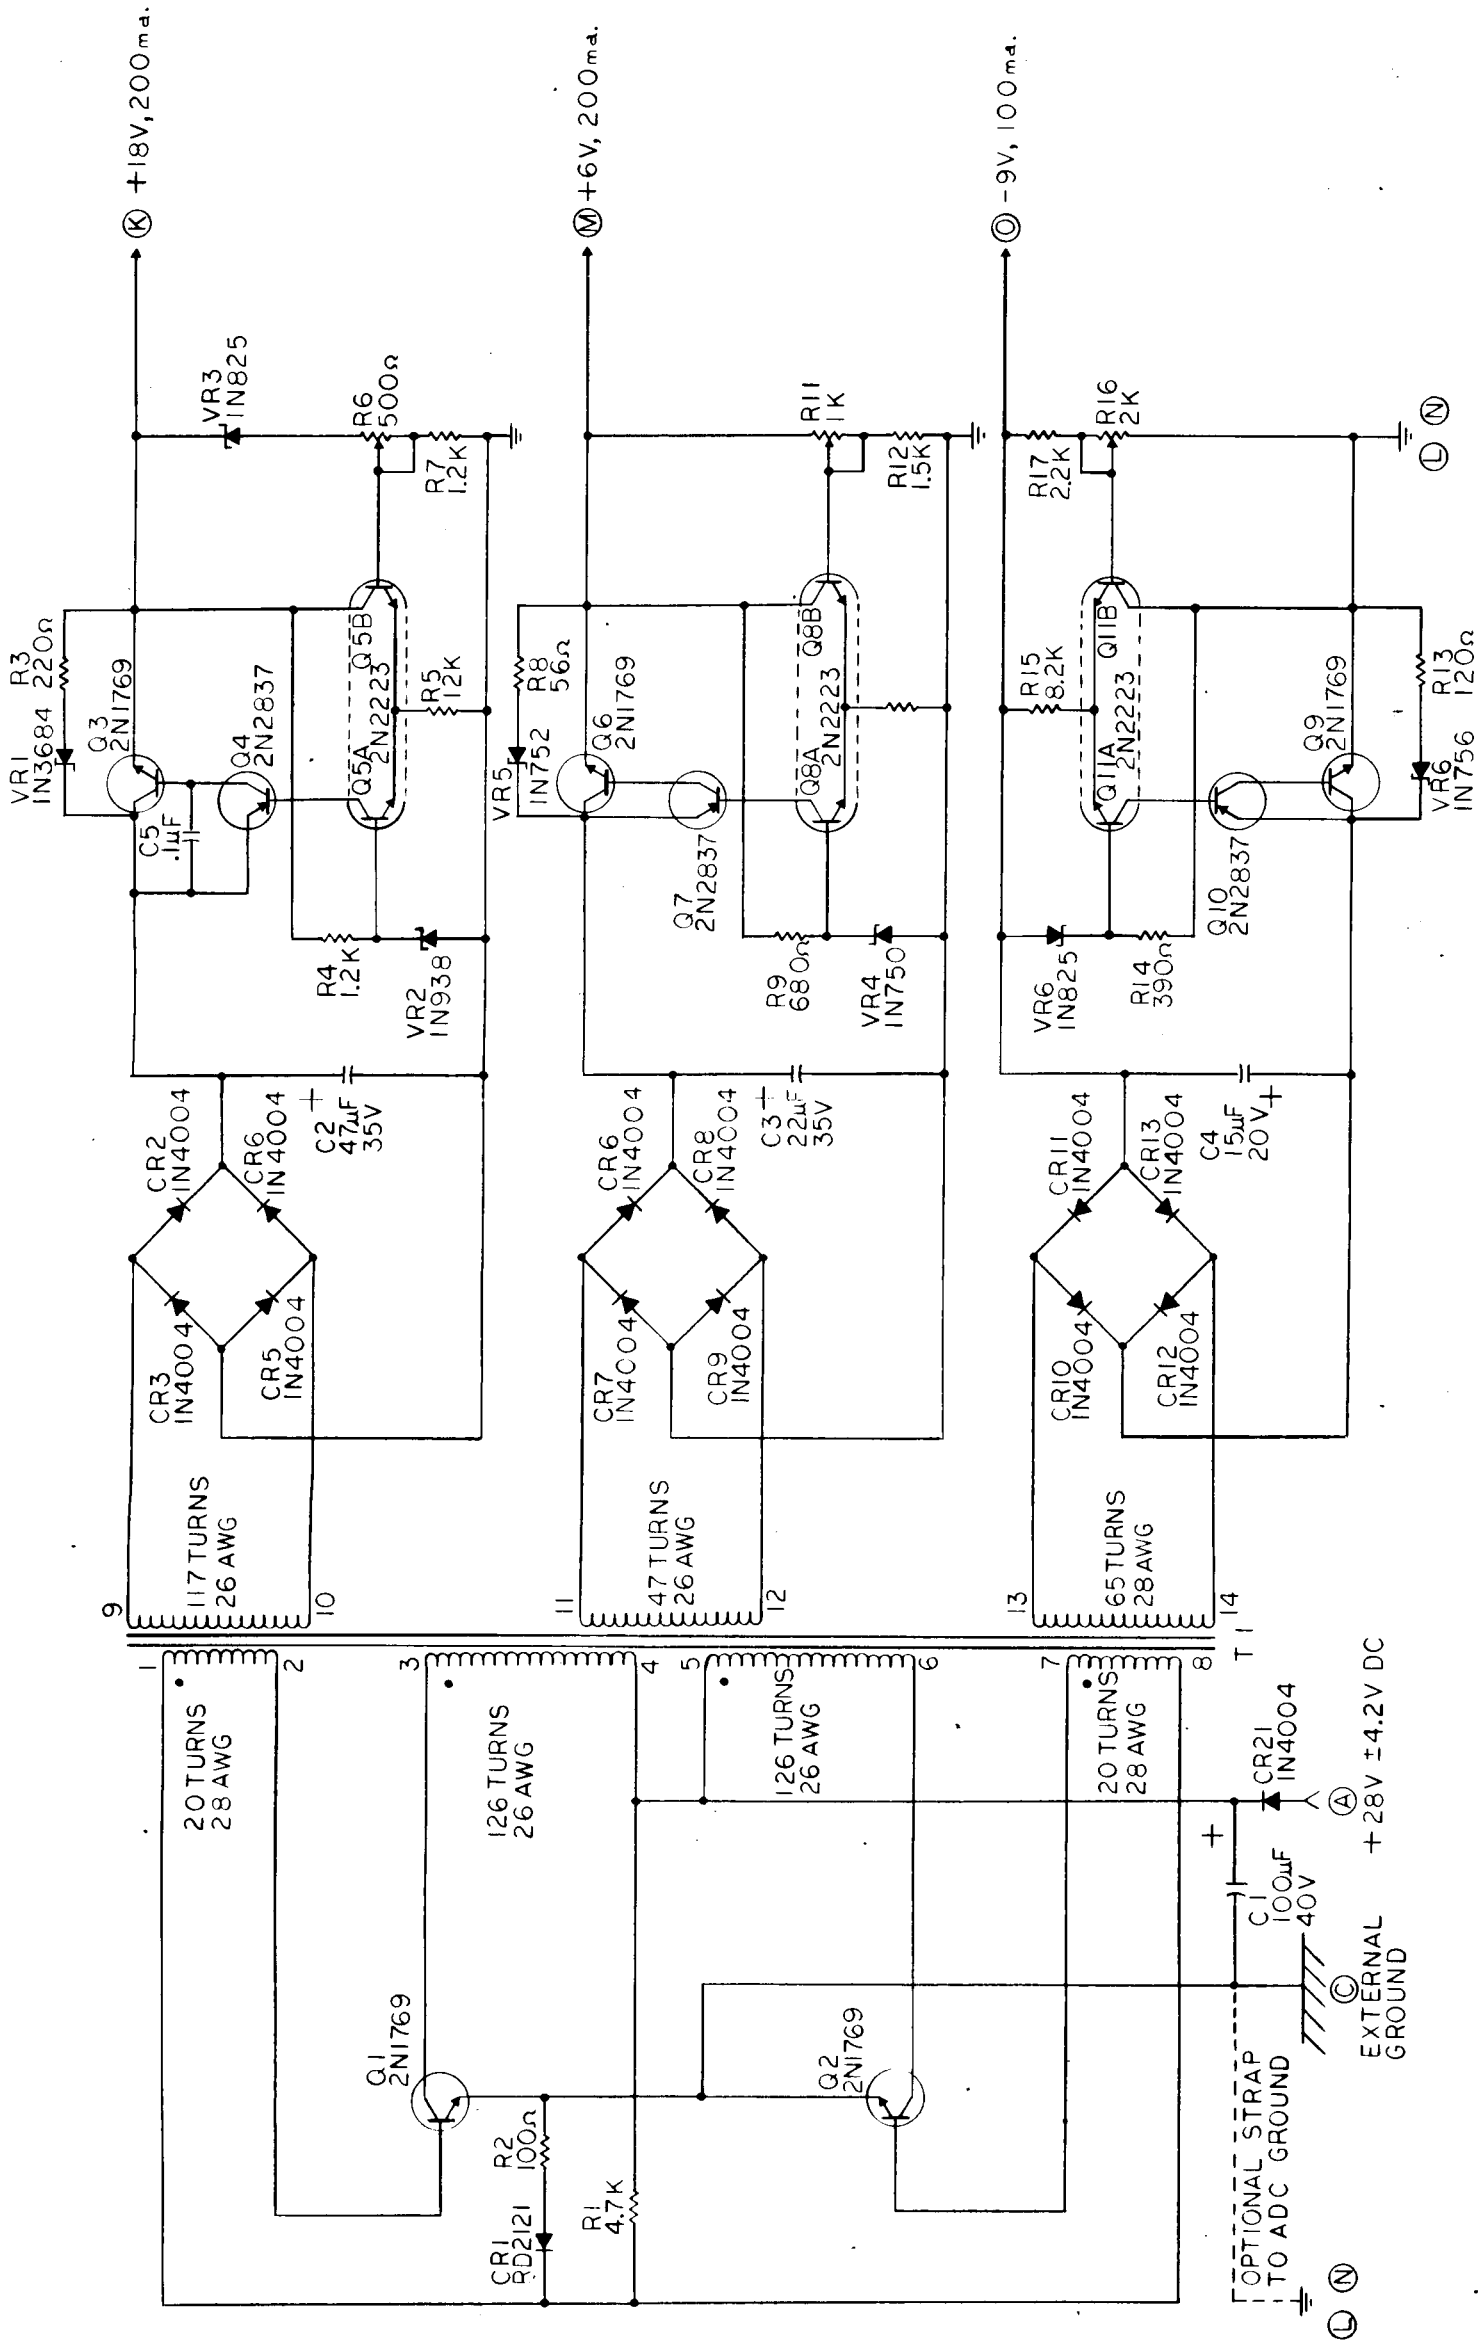 VR1
1N3684
R3
220Ω
Q3
2N1769
C5
.1µF
Q4
2N2837
K +18V, 200ma.
VR3
1N825
R6
500Ω
R7
1.2K
Q5A
Q5B
2N2223
R5
12K
R4
1.2K
VR2
1N938
C2 +
47µF
35V
CR2
1N4004
CR6
1N4004
CR3
1N4004
CR5
1N4004
9
117 TURNS
26 AWG
10
VR5
1N752
R8
56Ω
Q6
2N1769
Q7
2N2837
M +6V, 200ma.
R11
1K
R12
1.5K
Q8A
Q8B
2N2223
R9
680Ω
VR4
1N750
C3 +
22µF
35V
CR6
1N4004
CR8
1N4004
CR7
1N4004
CR9
1N4004
11
47 TURNS
26 AWG
12
O -9V, 100ma.
R17
2.2K
R16
2K
L N
R15
8.2K
Q11A
Q11B
2N2223
Q10
2N2837
Q9
2N1769
R13
120Ω
VR6
1N756
VR6
1N825
R14
390Ω
C4
15µF
20V +
CR11
1N4004
CR13
1N4004
CR10
1N4004
CR12
1N4004
13
65 TURNS
28 AWG
14
T1
1
20 TURNS
28 AWG
2
3
126 TURNS
26 AWG
4
5
126 TURNS
26 AWG
6
7
20 TURNS
28 AWG
8
Q1
2N1769
R2
100Ω
CR1
RD2121
R1
4.7K
Q2
2N1769
+
C1
100µF
40V
CR21
1N4004
A
+28V ±4.2V DC
C
EXTERNAL
GROUND
OPTIONAL STRAP
TO ADC GROUND
L N